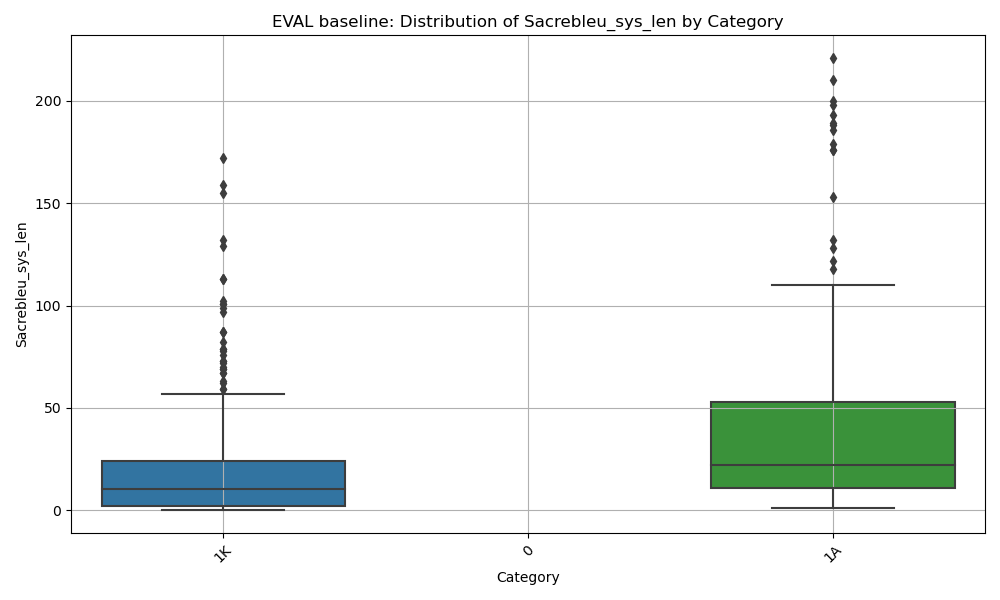 EVAL baseline: Distribution of Sacrebleu_sys_len by Category
Sacrebleu_sys_len
200
150
100
50
0
1K
0
1A
Category